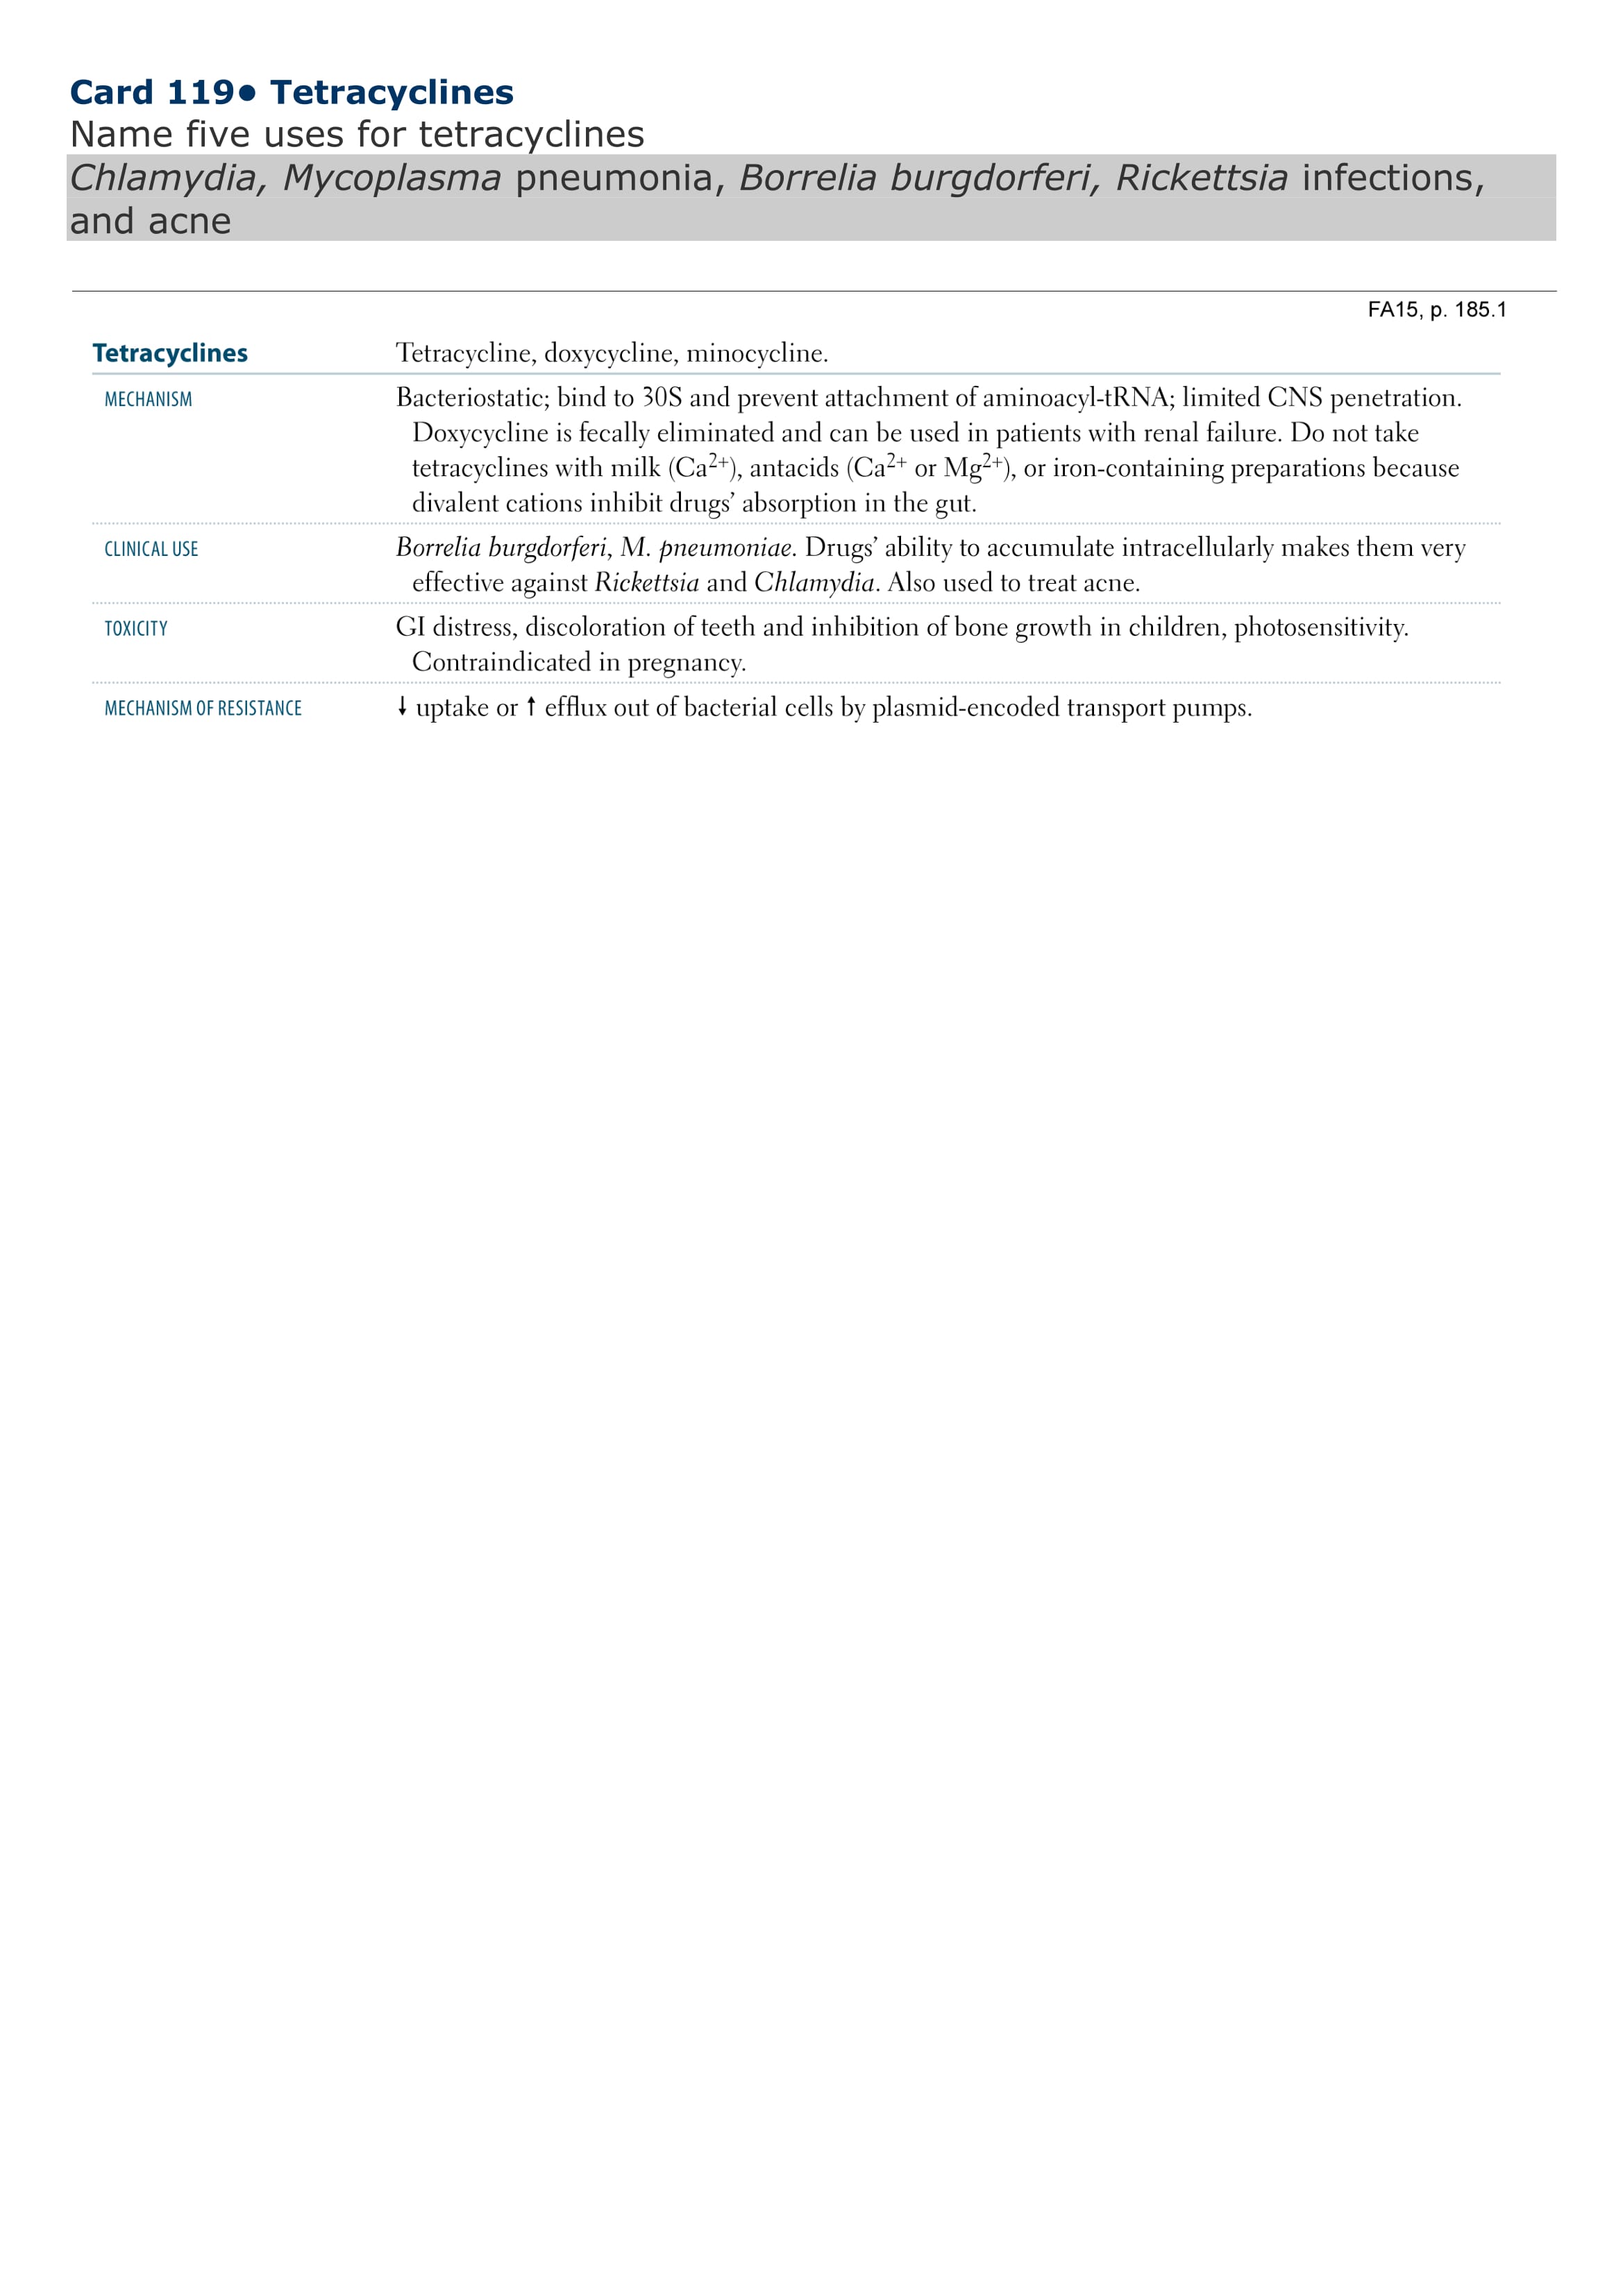 Card 119● Tetracyclines
Name five uses for tetracyclines
Chlamydia, Mycoplasma pneumonia, Borrelia burgdorferi, Rickettsia infections,
and acne
FA15, p. 185.1
Tetracyclines Tetracycline, doxycycline, minocycline.
MECHANISM Bacteriostatic; bind to 30S and prevent attachment of aminoacyl-tRNA; limited CNS penetration.
Doxycycline is fecally eliminated and can be used in patients with renal failure. Do not take
tetracyclines with milk (Ca²⁺), antacids (Ca²⁺ or Mg²⁺), or iron-containing preparations because
divalent cations inhibit drugs’ absorption in the gut.
CLINICAL USE Borrelia burgdorferi, M. pneumoniae. Drugs’ ability to accumulate intracellularly makes them very
effective against Rickettsia and Chlamydia. Also used to treat acne.
TOXICITY GI distress, discoloration of teeth and inhibition of bone growth in children, photosensitivity.
Contraindicated in pregnancy.
MECHANISM OF RESISTANCE ↓ uptake or ↑ efflux out of bacterial cells by plasmid-encoded transport pumps.